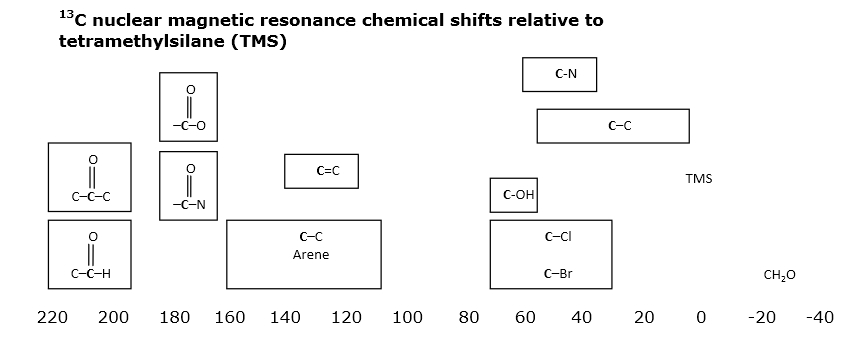 ¹³C nuclear magnetic resonance chemical shifts relative to
tetramethylsilane (TMS)
C-N
O
–C–O
C–C
O
C–C–C
O
–C–N
C=C
TMS
C-OH
O
C–C–H
C–C
Arene
C–Cl
C–Br
CH₂O
220 200 180 160 140 120 100 80 60 40 20 0 -20 -40